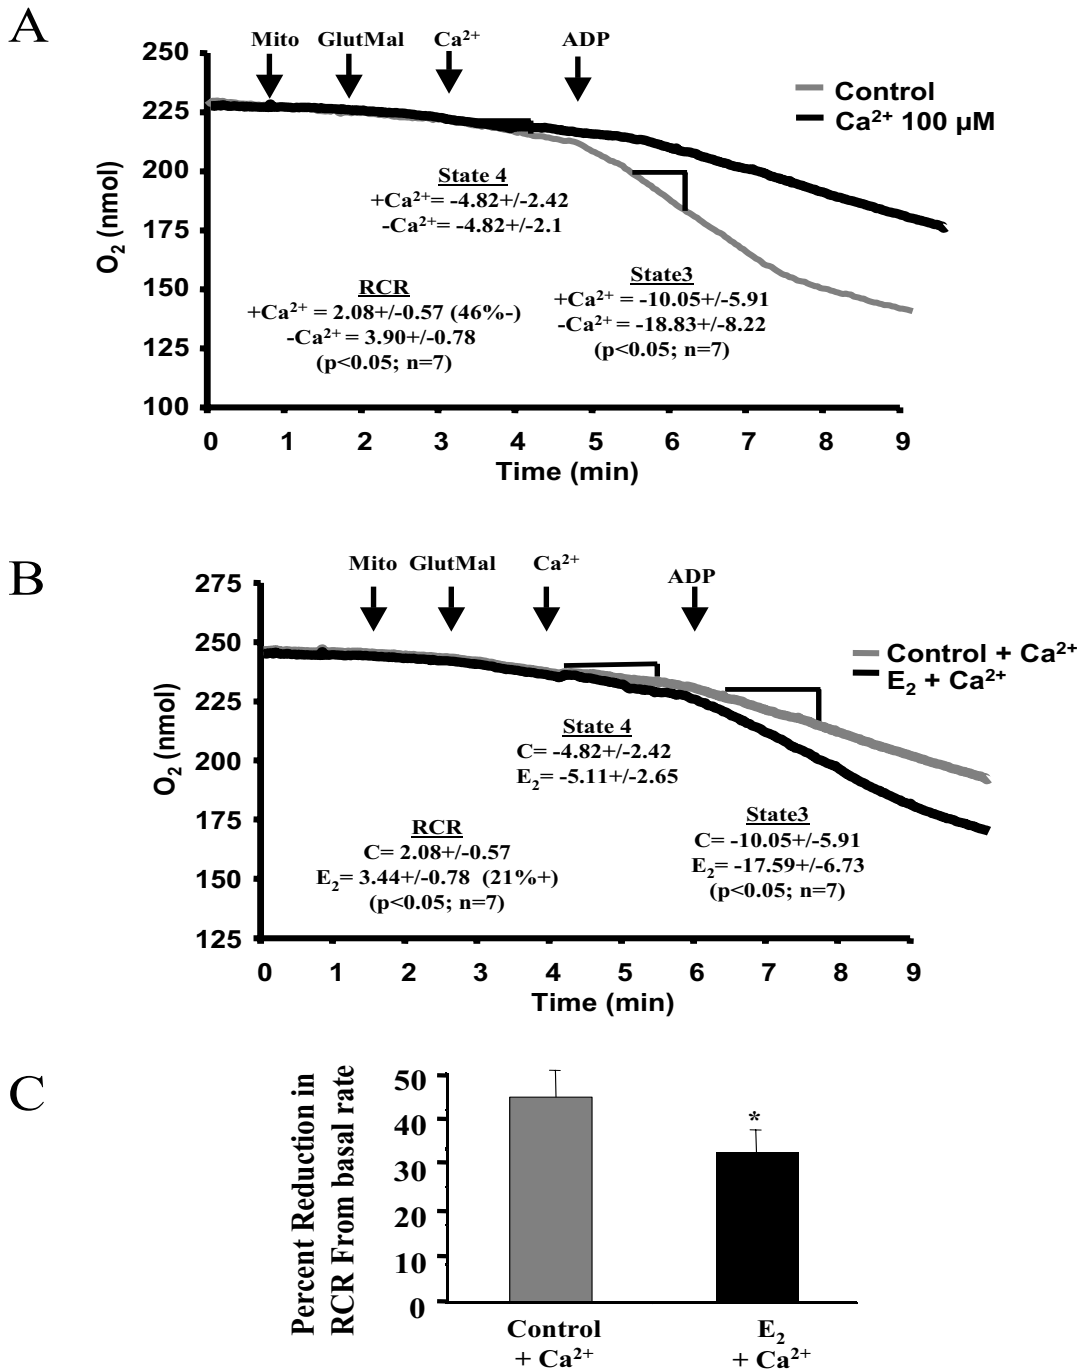 A
Mito GlutMal Ca²⁺ ADP
250
225
200
175
150
125
100
O₂ (nmol)
Control
Ca²⁺ 100 µM
State 4
+Ca²⁺= -4.82+/-2.42
-Ca²⁺= -4.82+/-2.1
RCR
+Ca²⁺ = 2.08+/-0.57 (46%-)
-Ca²⁺ = 3.90+/-0.78
(p<0.05; n=7)
State3
+Ca²⁺ = -10.05+/-5.91
-Ca²⁺ = -18.83+/-8.22
(p<0.05; n=7)
0 1 2 3 4 5 6 7 8 9
Time (min)
B
Mito GlutMal Ca²⁺ ADP
275
250
225
200
175
250
125
O₂ (nmol)
Control + Ca²⁺
E₂ + Ca²⁺
State 4
C= -4.82+/-2.42
E₂= -5.11+/-2.65
RCR
C= 2.08+/-0.57
E₂= 3.44+/-0.78 (21%+)
(p<0.05; n=7)
State3
C= -10.05+/-5.91
E₂= -17.59+/-6.73
(p<0.05; n=7)
0 1 2 3 4 5 6 7 8 9
Time (min)
C
Percent Reduction in
RCR From basal rate
50
40
30
20
10
0
*
Control
+ Ca²⁺
E₂
+ Ca²⁺